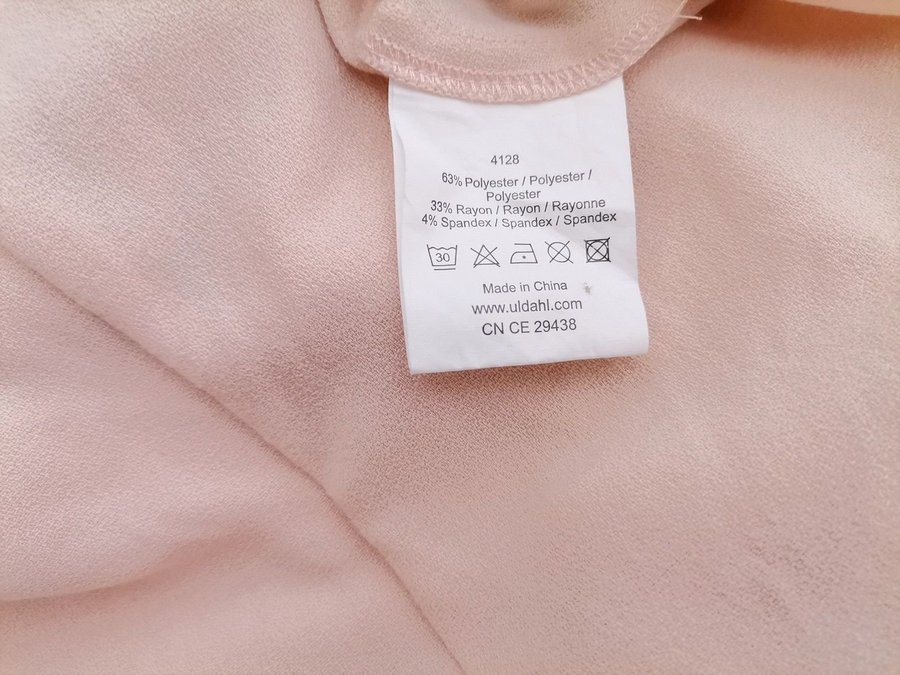 4128
63% Polyester / Polyester /
Polyester
33% Rayon / Rayon / Rayonne
4% Spandex / Spandex / Spandex
30
Made in China
www.uldahl.com
CN CE 29438